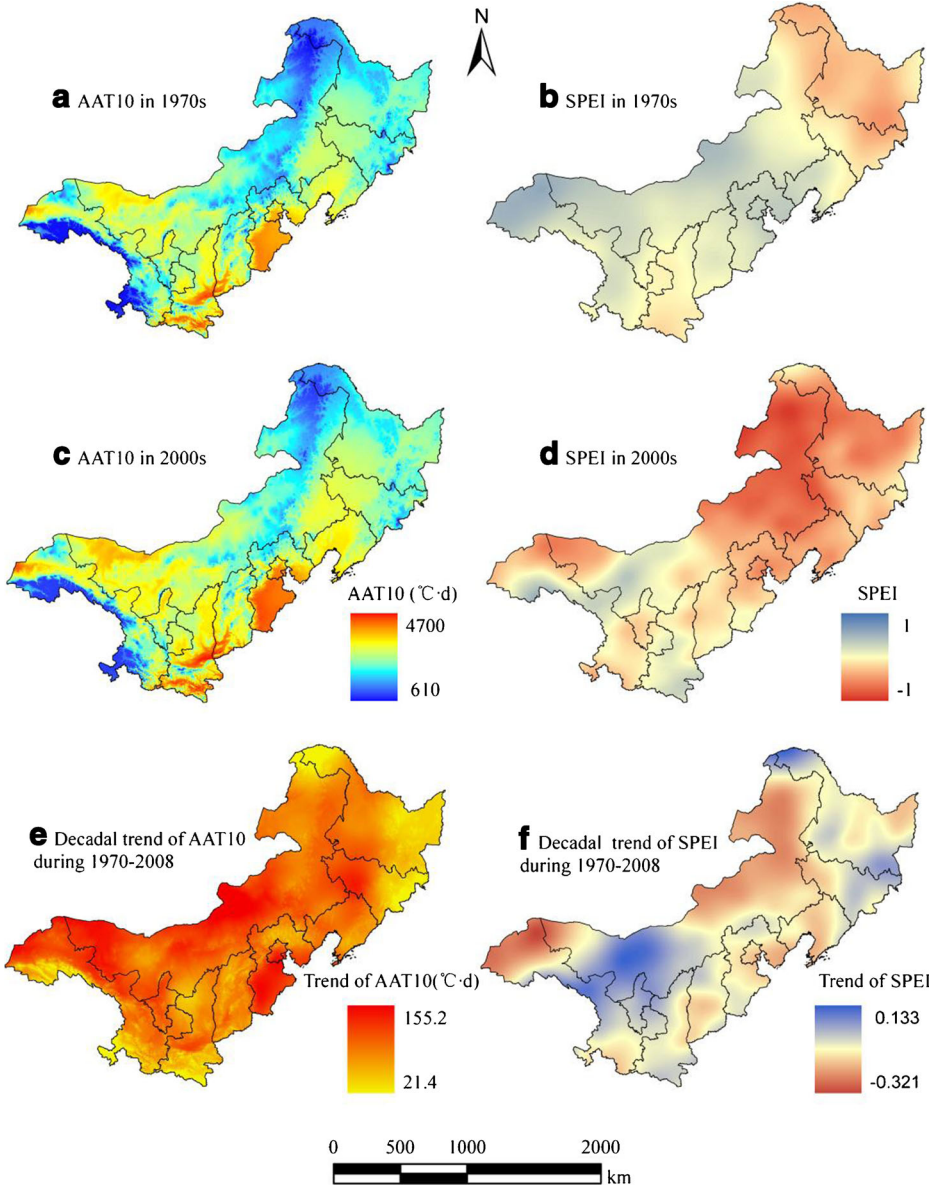 N
a AAT10 in 1970s
b SPEI in 1970s
c AAT10 in 2000s
d SPEI in 2000s
AAT10 (℃·d)
4700
610
SPEI
1
-1
e Decadal trend of AAT10
during 1970-2008
f Decadal trend of SPEI
during 1970-2008
Trend of AAT10(℃·d)
155.2
21.4
Trend of SPEI
0.133
-0.321
0 500 1000 2000
km